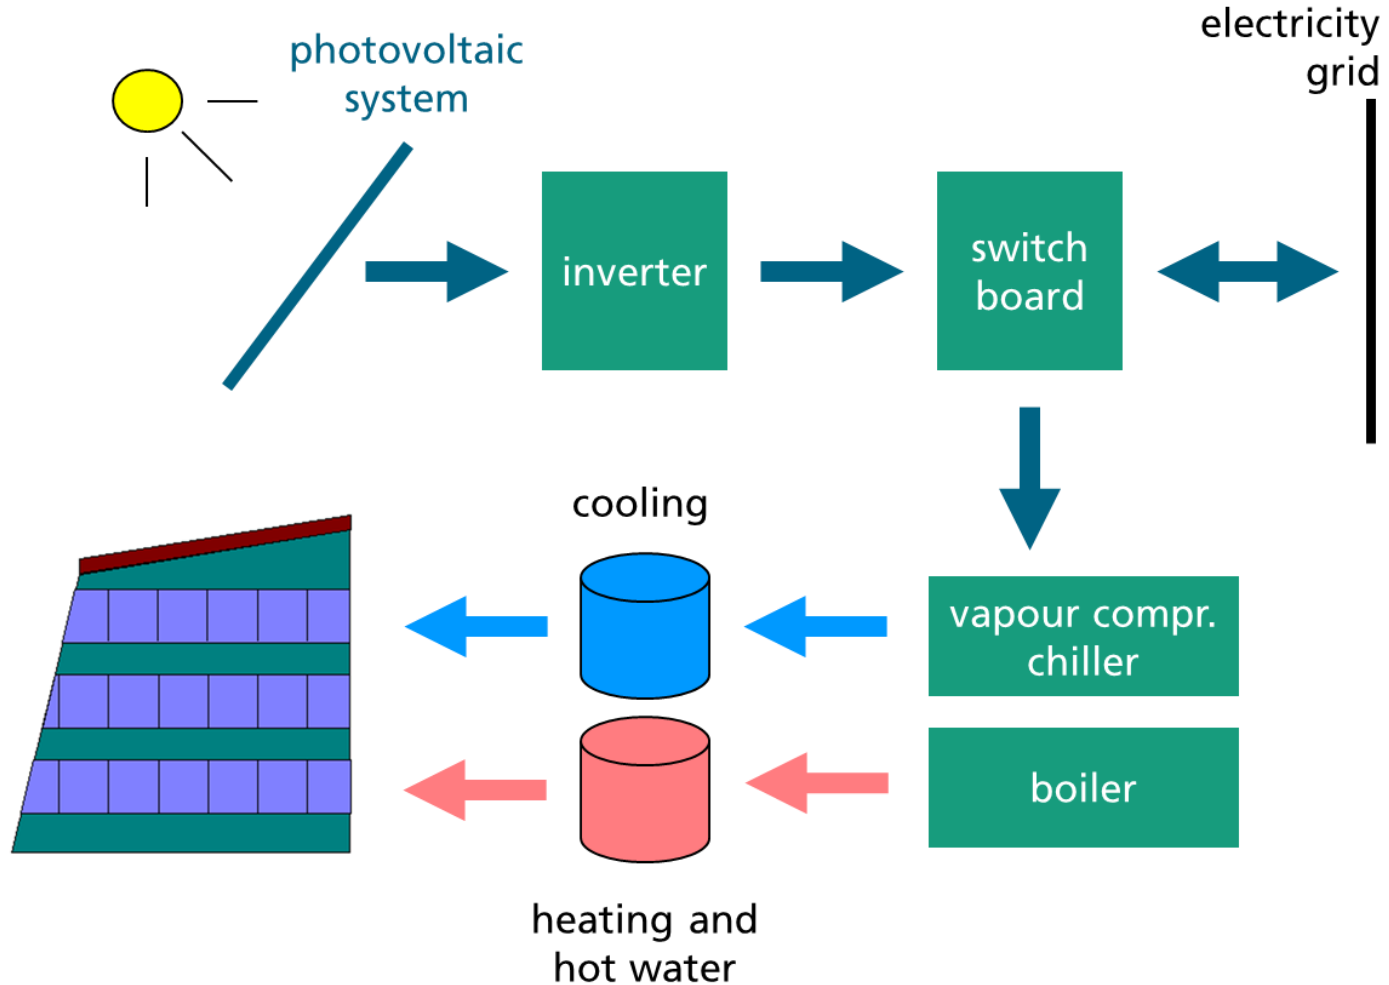 photovoltaic
system
electricity
grid
inverter
switch
board
cooling
vapour compr.
chiller
boiler
heating and
hot water